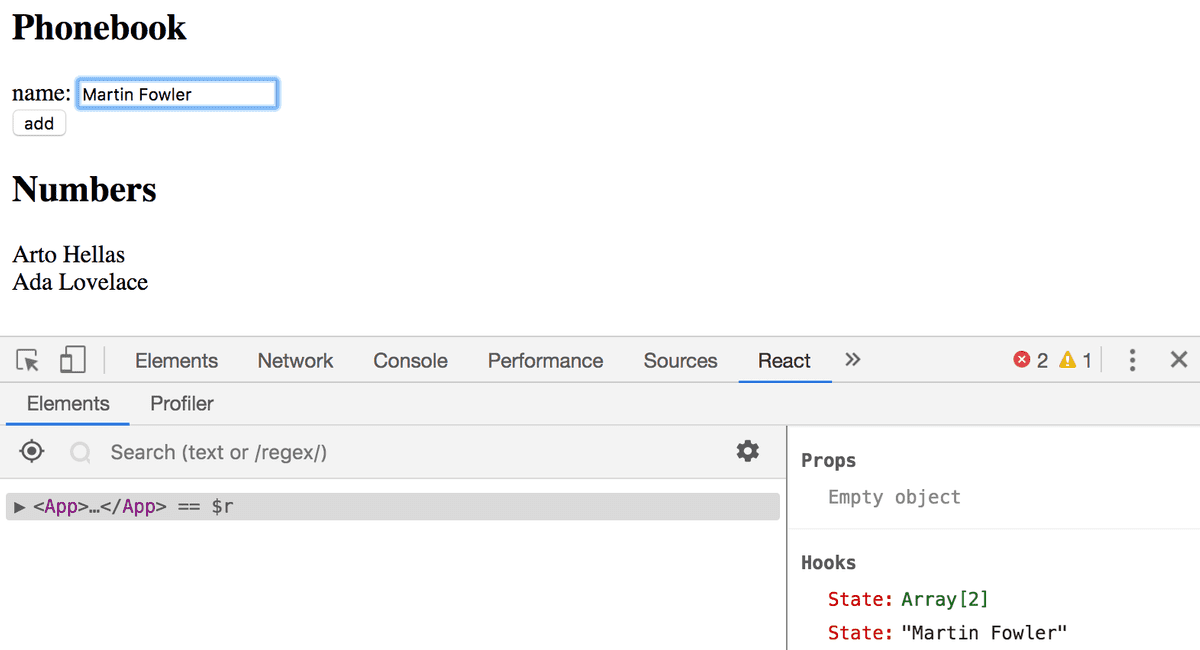 Phonebook
name: Martin Fowler
add
Numbers
Arto Hellas
Ada Lovelace
Elements Network Console Performance Sources React » 2 1
Elements Profiler
Search (text or /regex/)
▶ <App>…</App> == $r
Props
Empty object
Hooks
State: Array[2]
State: "Martin Fowler"